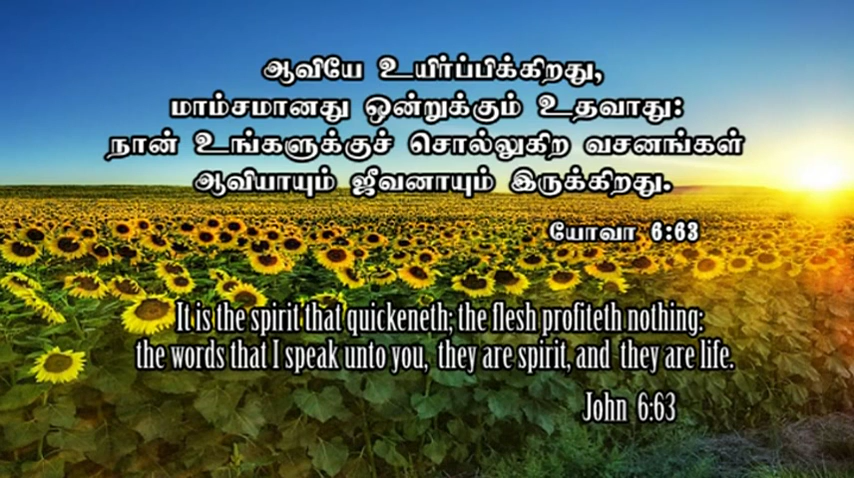 ஆவியே உயிர்ப்பிக்கிறது,
மாம்சமானது ஒன்றுக்கும் உதவாது:
நான் உங்களுக்குச் சொல்லுகிற வசனங்கள்
ஆவியாயும் ஜீவனாயும் இருக்கிறது.
யோவா 6:63
It is the spirit that quickeneth; the flesh profiteth nothing:
the words that I speak unto you, they are spirit, and they are life.
John 6:63